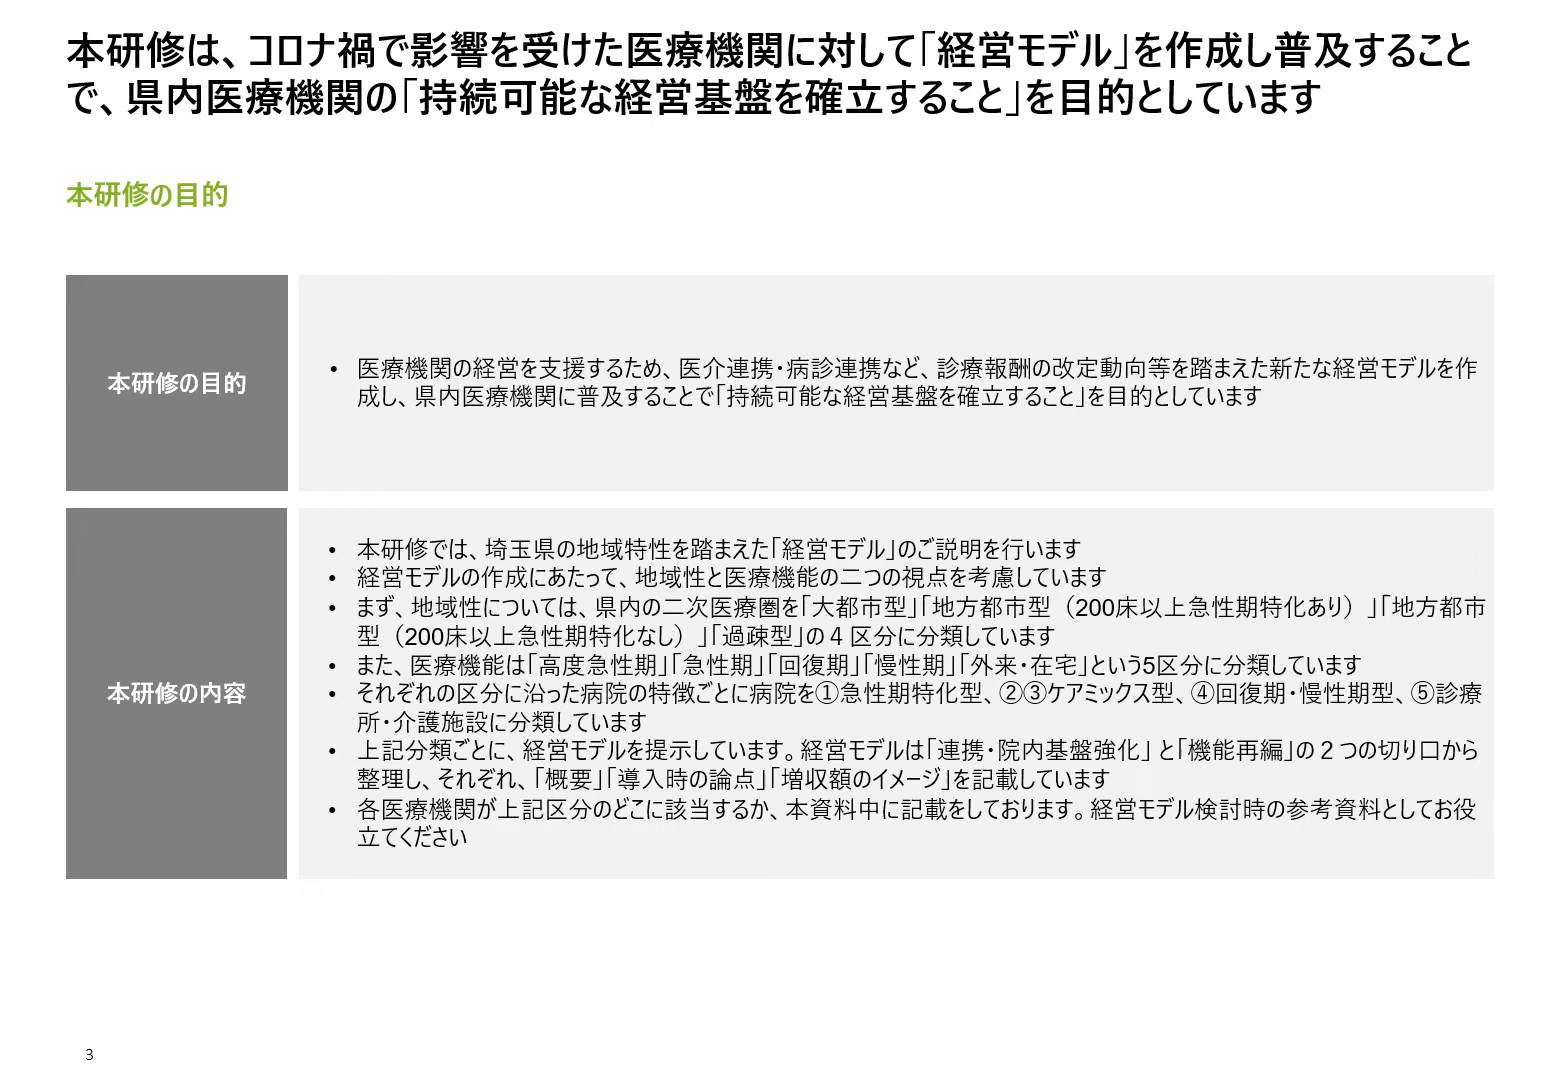 本研修は、コロナ禍で影響を受けた医療機関に対して「経営モデル」を作成し普及すること
で、県内医療機関の「持続可能な経営基盤を確立すること」を目的としています
本研修の目的
本研修の目的
• 医療機関の経営を支援するため、医介連携・病診連携など、診療報酬の改定動向等を踏まえた新たな経営モデルを作
成し、県内医療機関に普及することで「持続可能な経営基盤を確立すること」を目的としています
本研修の内容
• 本研修では、埼玉県の地域特性を踏まえた「経営モデル」のご説明を行います
• 経営モデルの作成にあたって、地域性と医療機能の二つの視点を考慮しています
• まず、地域性については、県内の二次医療圏を「大都市型」「地方都市型（200床以上急性期特化あり）」「地方都市
型（200床以上急性期特化なし）」「過疎型」の４区分に分類しています
• また、医療機能は「高度急性期」「急性期」「回復期」「慢性期」「外来・在宅」という5区分に分類しています
• それぞれの区分に沿った病院の特徴ごとに病院を①急性期特化型、②③ケアミックス型、④回復期・慢性期型、⑤診療
所・介護施設に分類しています
• 上記分類ごとに、経営モデルを提示しています。経営モデルは「連携・院内基盤強化」と「機能再編」の２つの切り口から
整理し、それぞれ、「概要」「導入時の論点」「増収額のイメージ」を記載しています
• 各医療機関が上記区分のどこに該当するか、本資料中に記載をしております。経営モデル検討時の参考資料としてお役
立てください
3